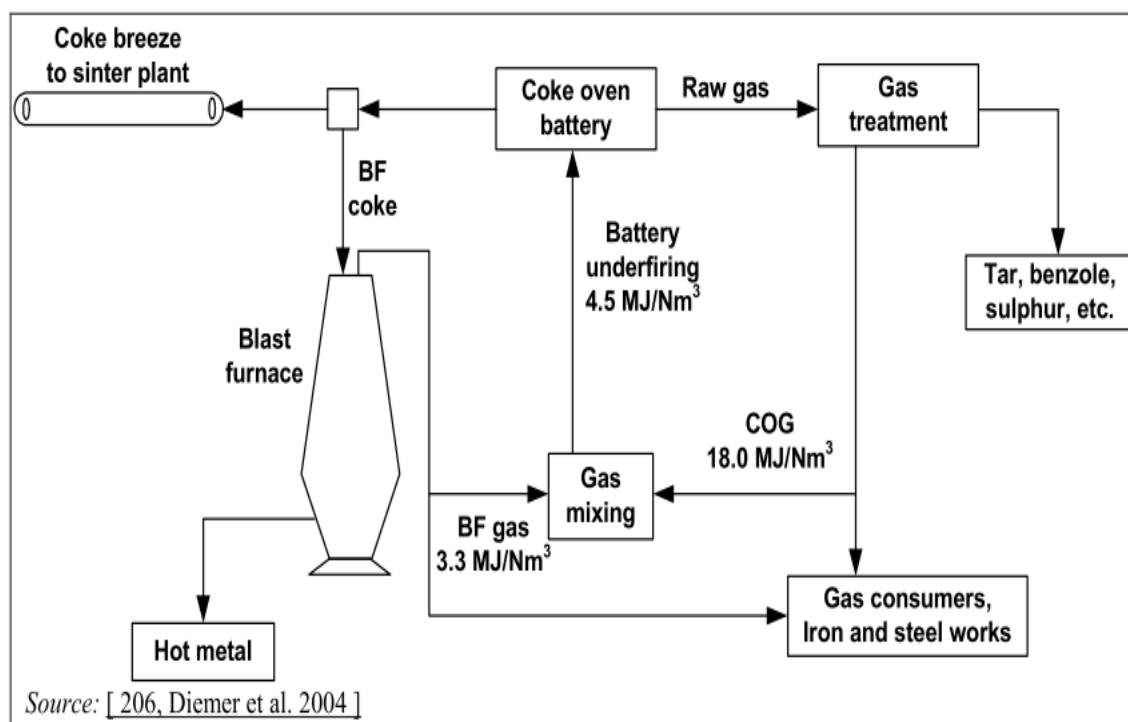 Coke breeze
to sinter plant
Coke oven
battery
Raw gas
Gas
treatment
BF
coke
Battery
underfiring
4.5 MJ/Nm³
Tar, benzole,
sulphur, etc.
Blast
furnace
COG
18.0 MJ/Nm³
Gas
mixing
BF gas
3.3 MJ/Nm³
Gas consumers,
Iron and steel works
Hot metal
Source: [ 206, Diemer et al. 2004 ]